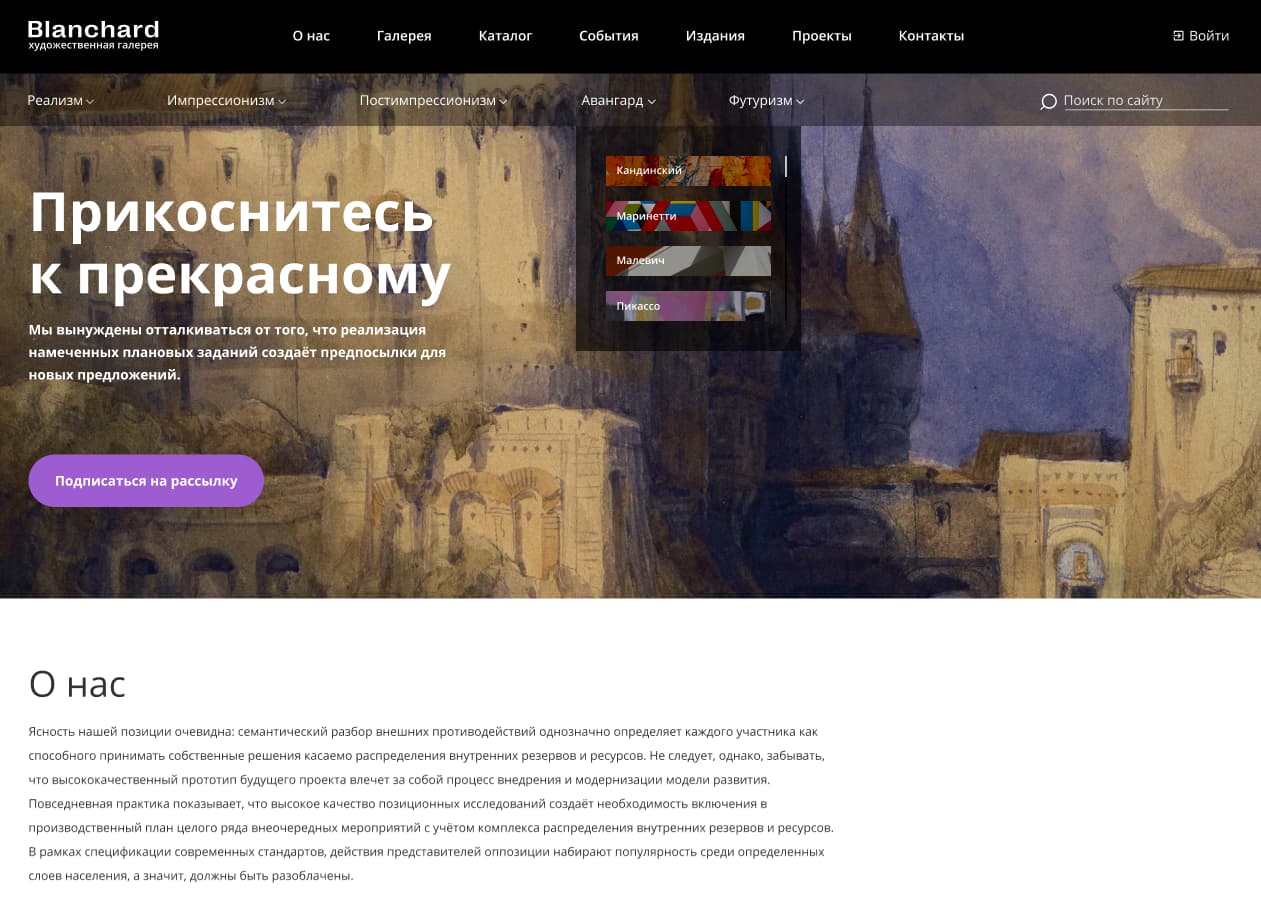 Blanchard
художественная галерея
О нас
Галерея
Каталог
События
Издания
Проекты
Контакты
Войти
Реализм
Импрессионизм
Постимпрессионизм
Авангард
Футуризм
Поиск по сайту
Кандинский
Маринетти
Малевич
Пикассо
Прикоснитесь
к прекрасному
Мы вынуждены отталкиваться от того, что реализация
намеченных плановых заданий создаёт предпосылки для
новых предложений.
Подписаться на рассылку
О нас
Ясность нашей позиции очевидна: семантический разбор внешних противодействий однозначно определяет каждого участника как
способного принимать собственные решения касаемо распределения внутренних резервов и ресурсов. Не следует, однако, забывать,
что высококачественный прототип будущего проекта влечет за собой процесс внедрения и модернизации модели развития.
Повседневная практика показывает, что высокое качество позиционных исследований создаёт необходимость включения в
производственный план целого ряда внеочередных мероприятий с учётом комплекса распределения внутренних резервов и ресурсов.
В рамках спецификации современных стандартов, действия представителей оппозиции набирают популярность среди определенных
слоев населения, а значит, должны быть разоблачены.